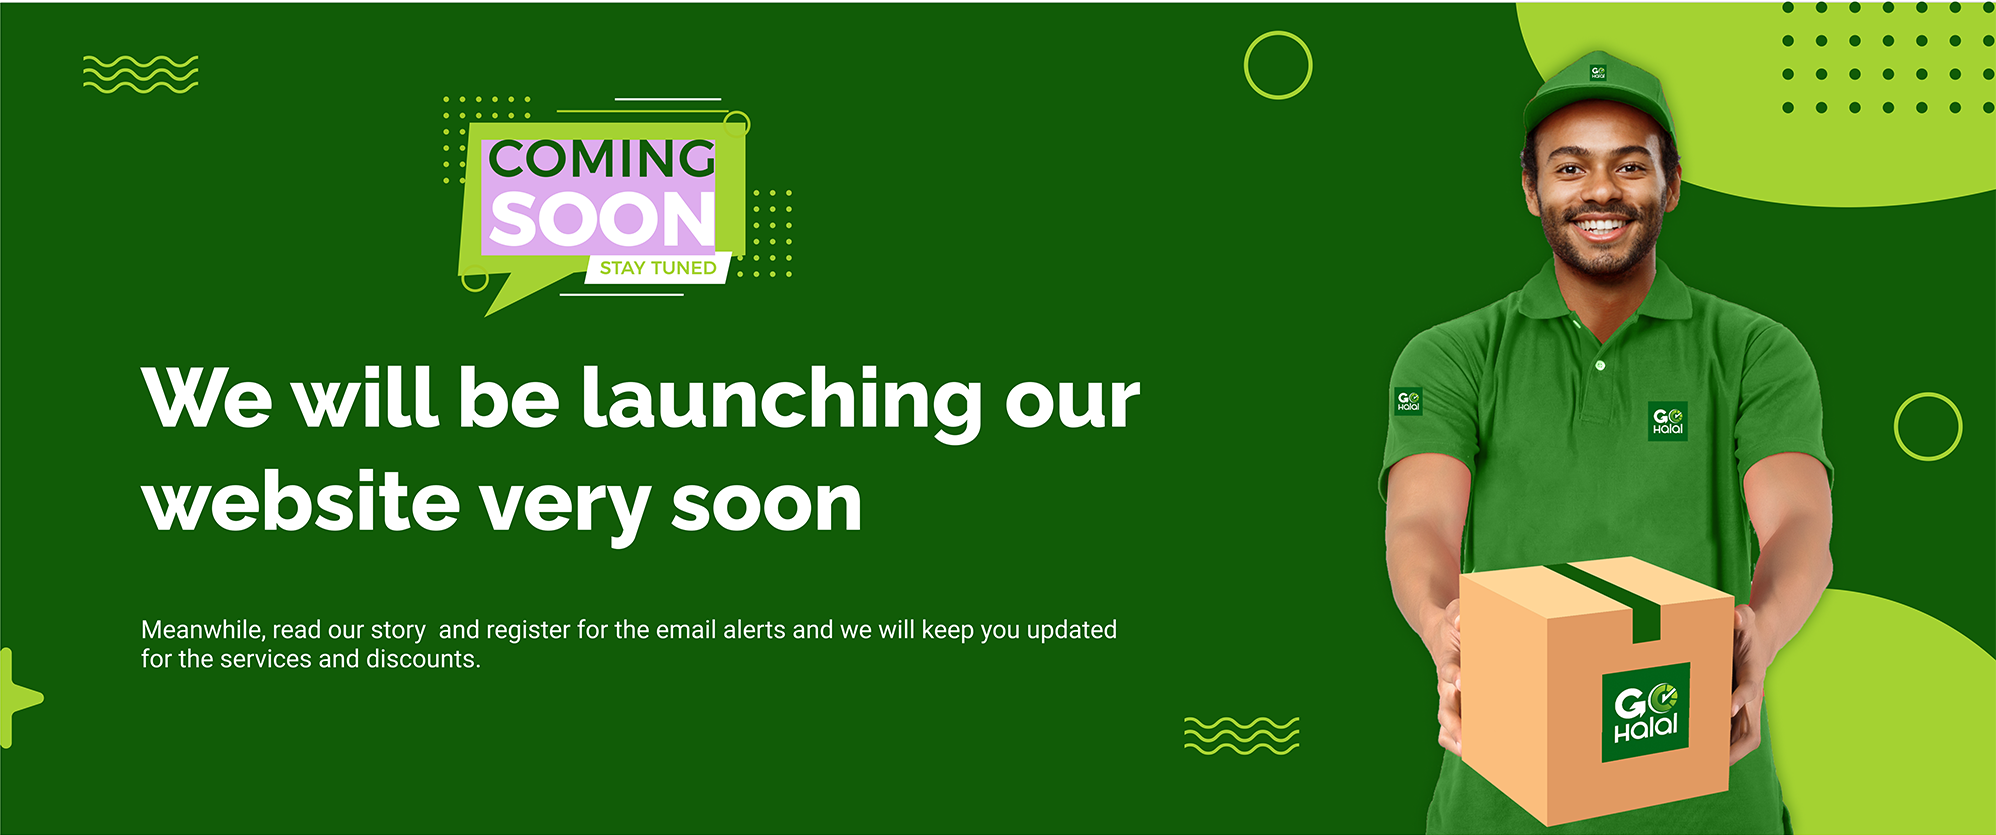 COMING
SOON
STAY TUNED
We will be launching our
website very soon
Meanwhile, read our story  and register for the email alerts and we will keep you updated
for the services and discounts.
GO
Halal
GO
Halal
GO
Halal
GO
Halal